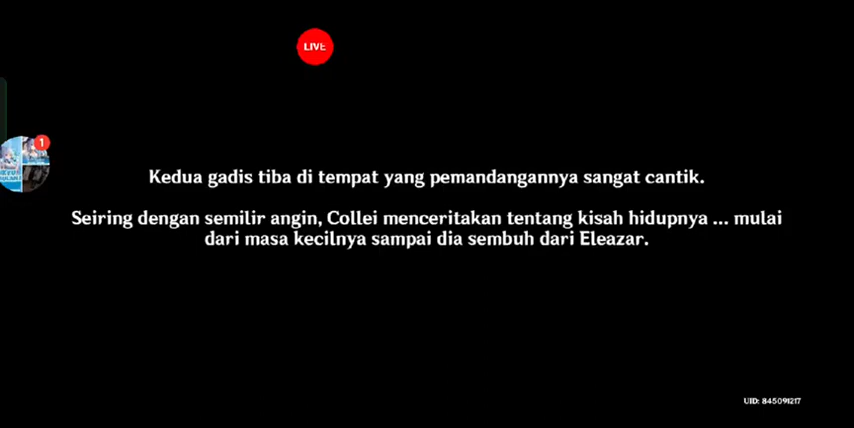 LIVE
1
Kedua gadis tiba di tempat yang pemandangannya sangat cantik.
Seiring dengan semilir angin, Collei menceritakan tentang kisah hidupnya ... mulai
dari masa kecilnya sampai dia sembuh dari Eleazar.
UID: 845091217